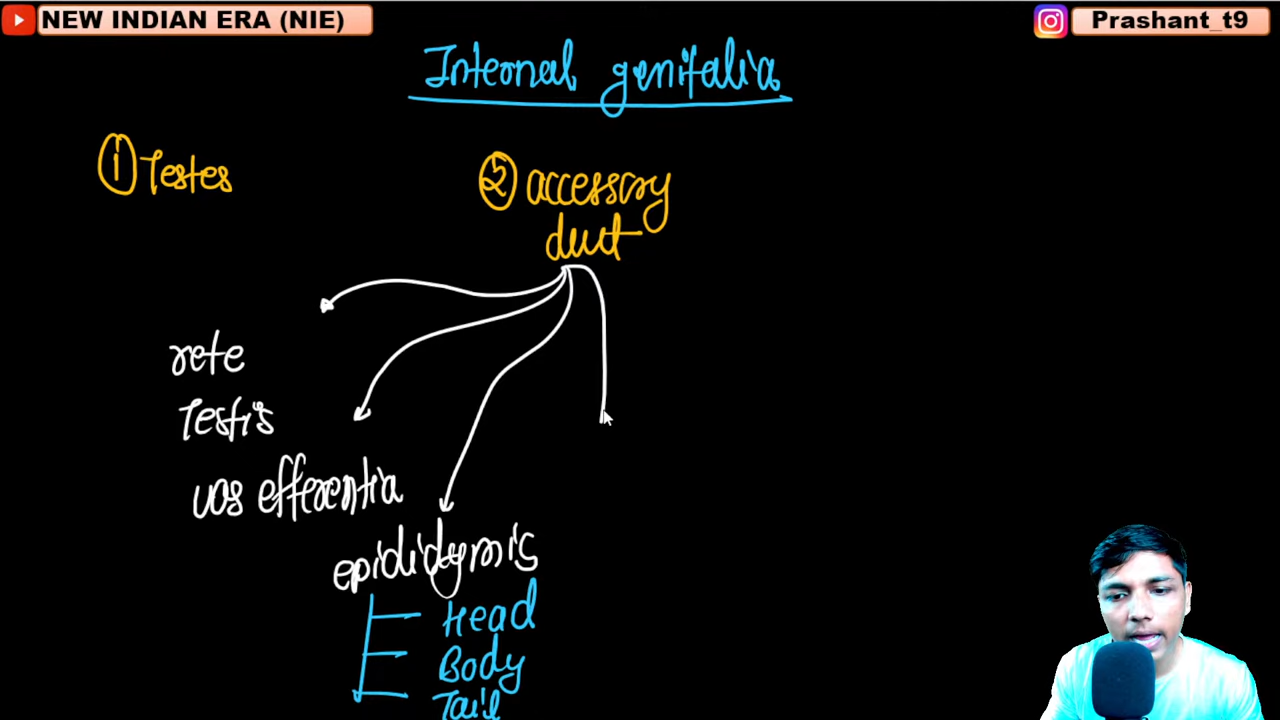 NEW INDIAN ERA (NIE)
Prashant_t9
Internal genitalia
① Testes
② accessory
duct
rete
Testis
vas efferentia
epididymis
Head
Body
Tail